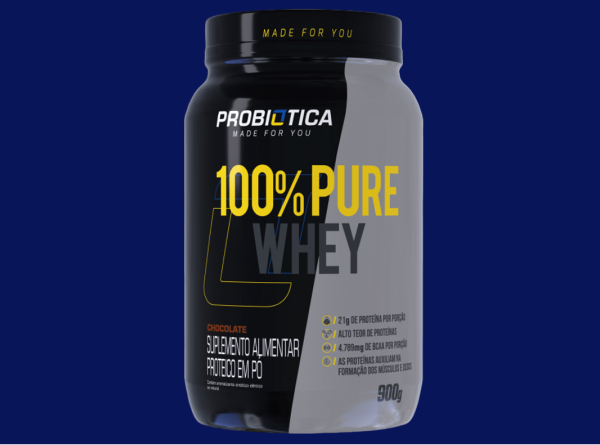 MADE FOR YOU
PROBIOTICA
MADE FOR YOU
100% PURE
WHEY
CHOCOLATE
SUPLEMENTO ALIMENTAR
PROTEICO EM PÓ
21g DE PROTEÍNA POR PORÇÃO
ALTO TEOR DE PROTEÍNAS
4.789mg DE BCAA POR PORÇÃO
AS PROTEÍNAS AUXILIAM NA
FORMAÇÃO DOS MÚSCULOS E OSSOS
900g